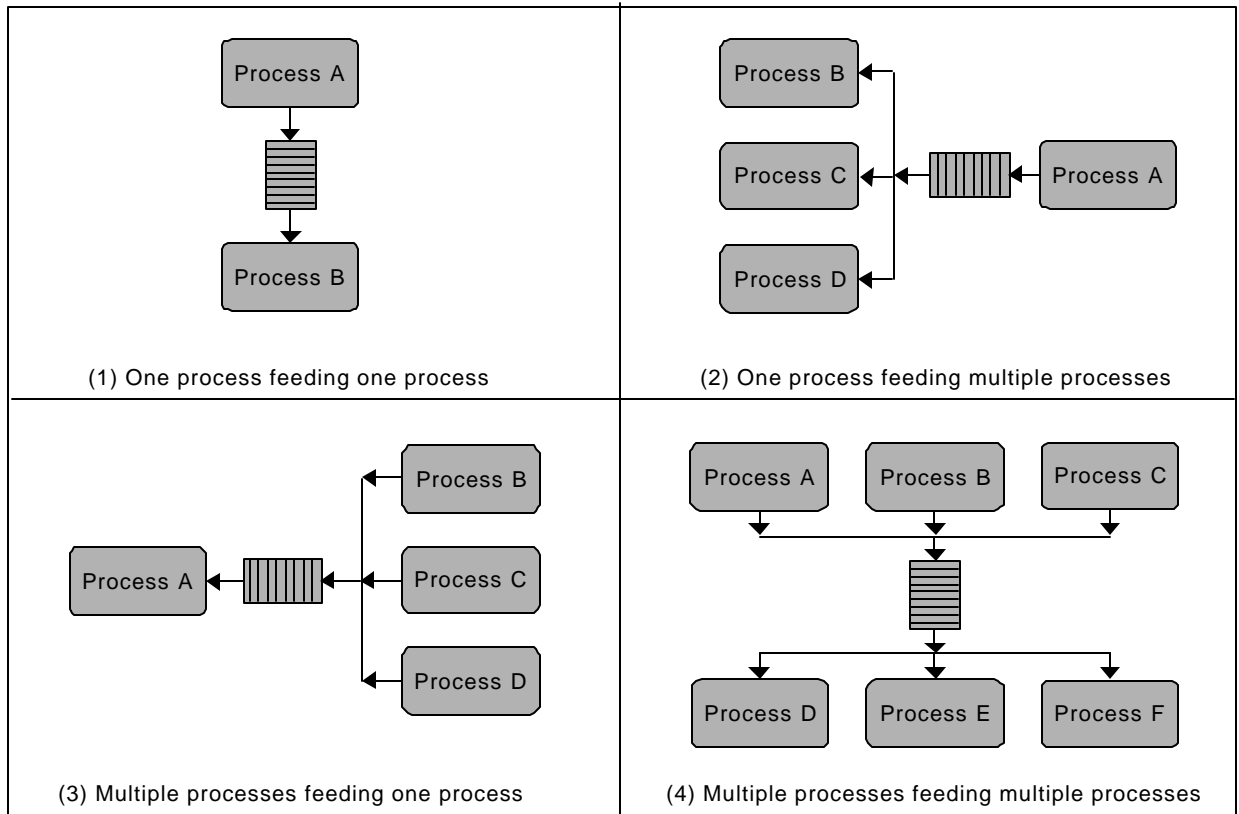 Process A
Process B
(1) One process feeding one process
Process B
Process C
Process A
Process D
(2) One process feeding multiple processes
Process B
Process A
Process C
Process D
(3) Multiple processes feeding one process
Process A
Process B
Process C
Process D
Process E
Process F
(4) Multiple processes feeding multiple processes